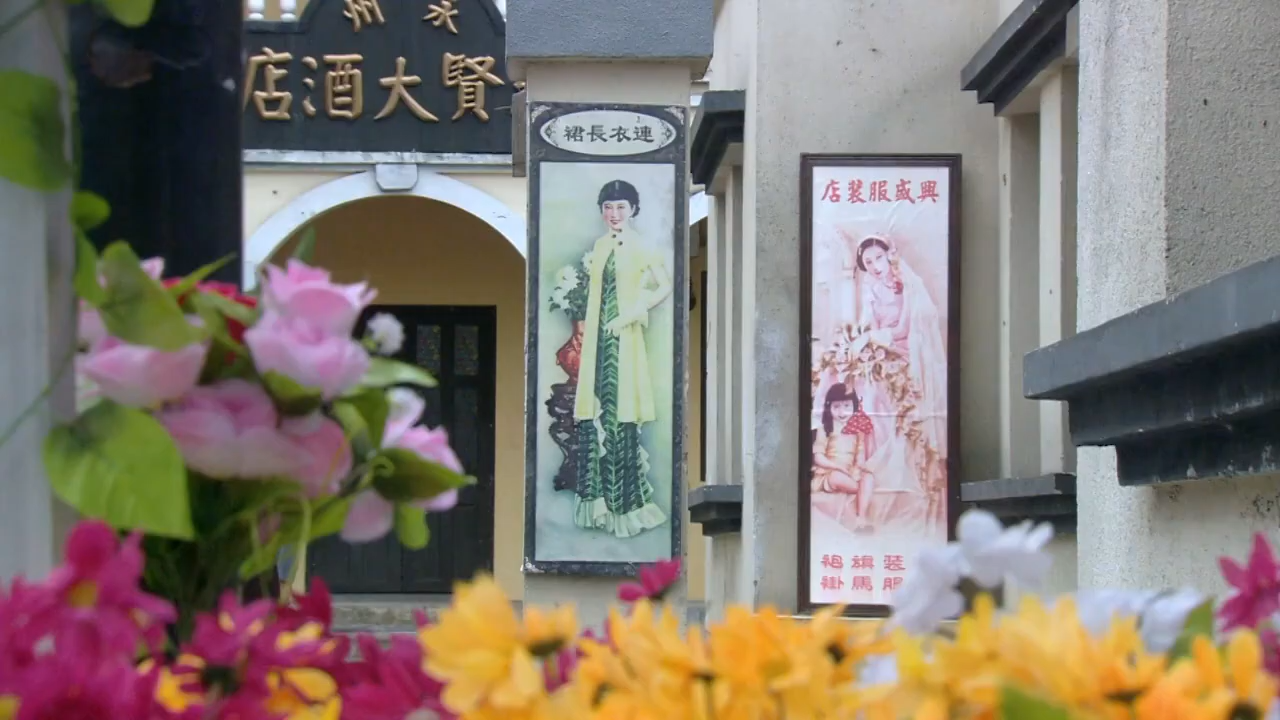 州
賢大酒店
連衣長裙
興盛服裝店
裝旗袍
服馬褂